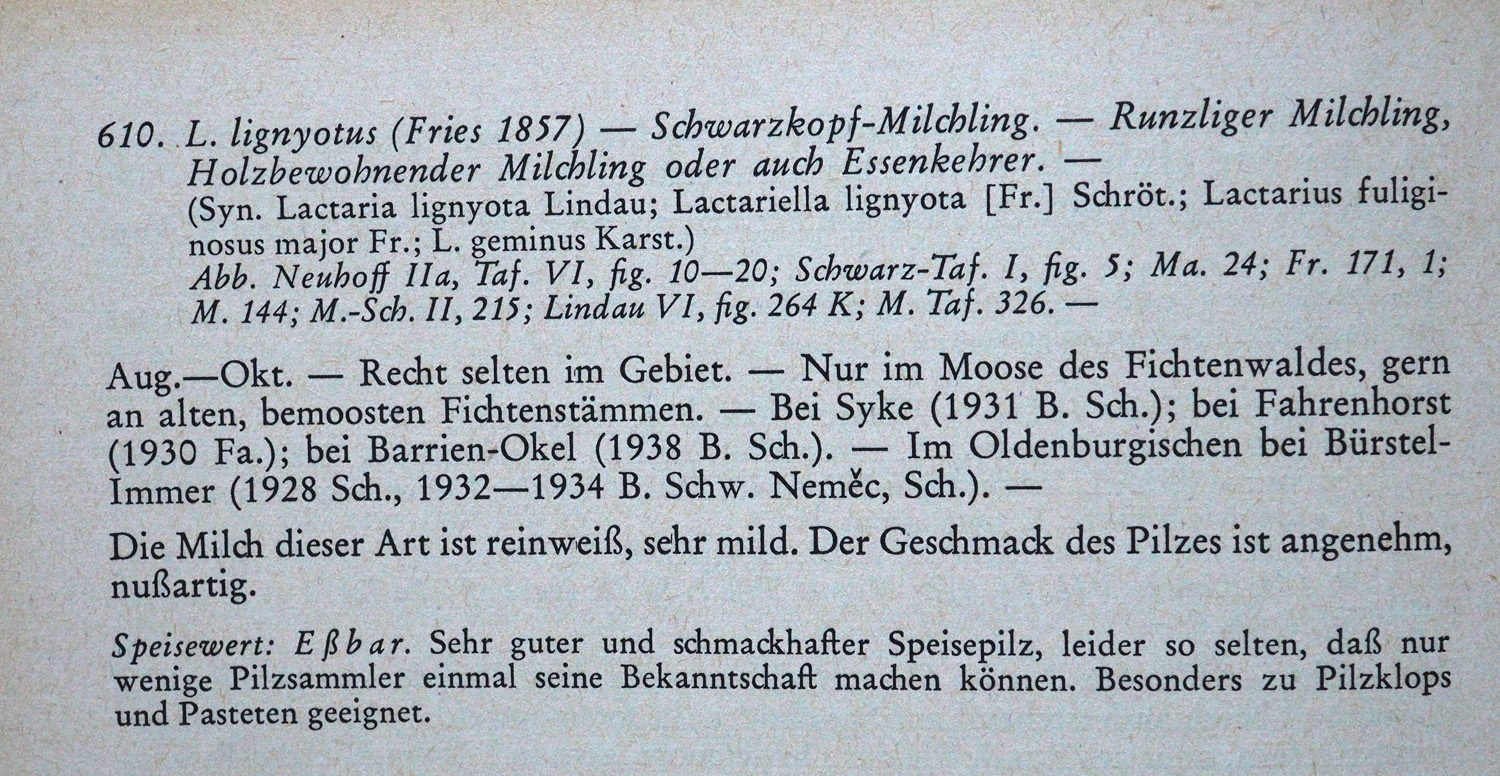 610. L. lignyotus (Fries 1857) — Schwarzkopf-Milchling. — Runzliger Milchling,
Holzbewohnender Milchling oder auch Essenkehrer. —
(Syn. Lactaria lignyota Lindau; Lactariella lignyota [Fr.] Schröt.; Lactarius fuligi-
nosus major Fr.; L. geminus Karst.)
Abb. Neuhoff IIa, Taf. VI, fig. 10—20; Schwarz-Taf. I, fig. 5; Ma. 24; Fr. 171, 1;
M. 144; M.-Sch. II, 215; Lindau VI, fig. 264 K; M. Taf. 326. —
Aug.—Okt. — Recht selten im Gebiet. — Nur im Moose des Fichtenwaldes, gern
an alten, bemoosten Fichtenstämmen. — Bei Syke (1931 B. Sch.); bei Fahrenhorst
(1930 Fa.); bei Barrien-Okel (1938 B. Sch.). — Im Oldenburgischen bei Bürstel-
Immer (1928 Sch., 1932—1934 B. Schw. Neměc, Sch.). —
Die Milch dieser Art ist reinweiß, sehr mild. Der Geschmack des Pilzes ist angenehm,
nußartig.
Speisewert: Eßbar. Sehr guter und schmackhafter Speisepilz, leider so selten, daß nur
wenige Pilzsammler einmal seine Bekanntschaft machen können. Besonders zu Pilzklops
und Pasteten geeignet.